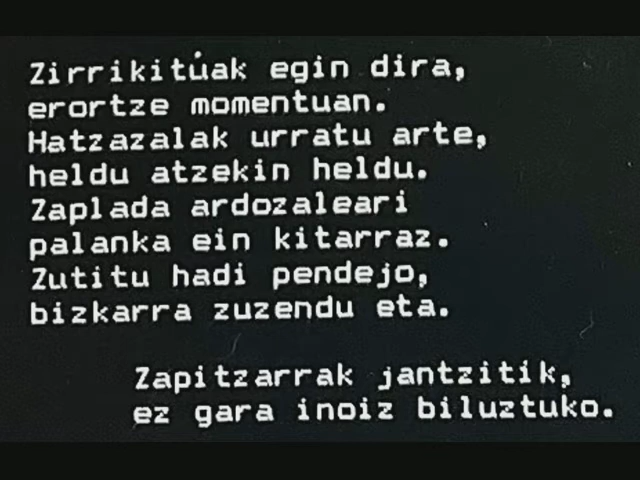 Zirrikituak egin dira,
erortze momentuan.
Hatzazalak urratu arte,
heldu atzekin heldu.
Zaplada ardozaleari
palanka ein kitarraz.
Zutitu hadi pendejo,
bizkarra zuzendu eta.
Zapitzarrak jantzitik,
ez gara inoiz biluztuko.